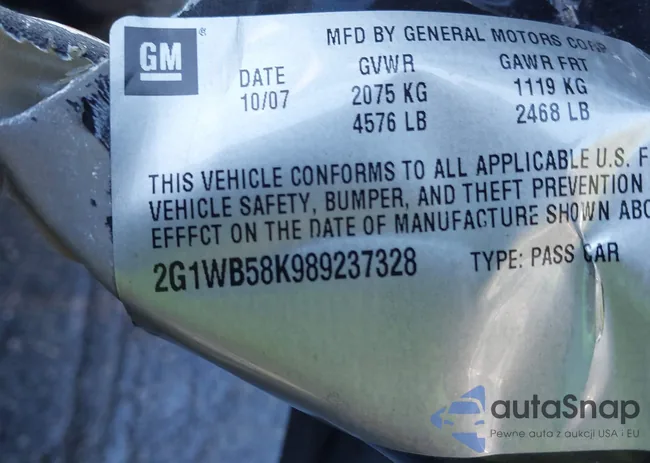 GM
®
MFD BY GENERAL MOTORS CORP
DATE GVWR GAWR FRT
10/07 2075 KG 1119 KG
4576 LB 2468 LB
THIS VEHICLE CONFORMS TO ALL APPLICABLE U.S. F
VEHICLE SAFETY, BUMPER, AND THEFT PREVENTION
EFFFCT ON THE DATE OF MANUFACTURE SHOWN ABO
2G1WB58K989237328 TYPE: PASS CAR
autaSnap
Pewne auta z aukcji USA i EU